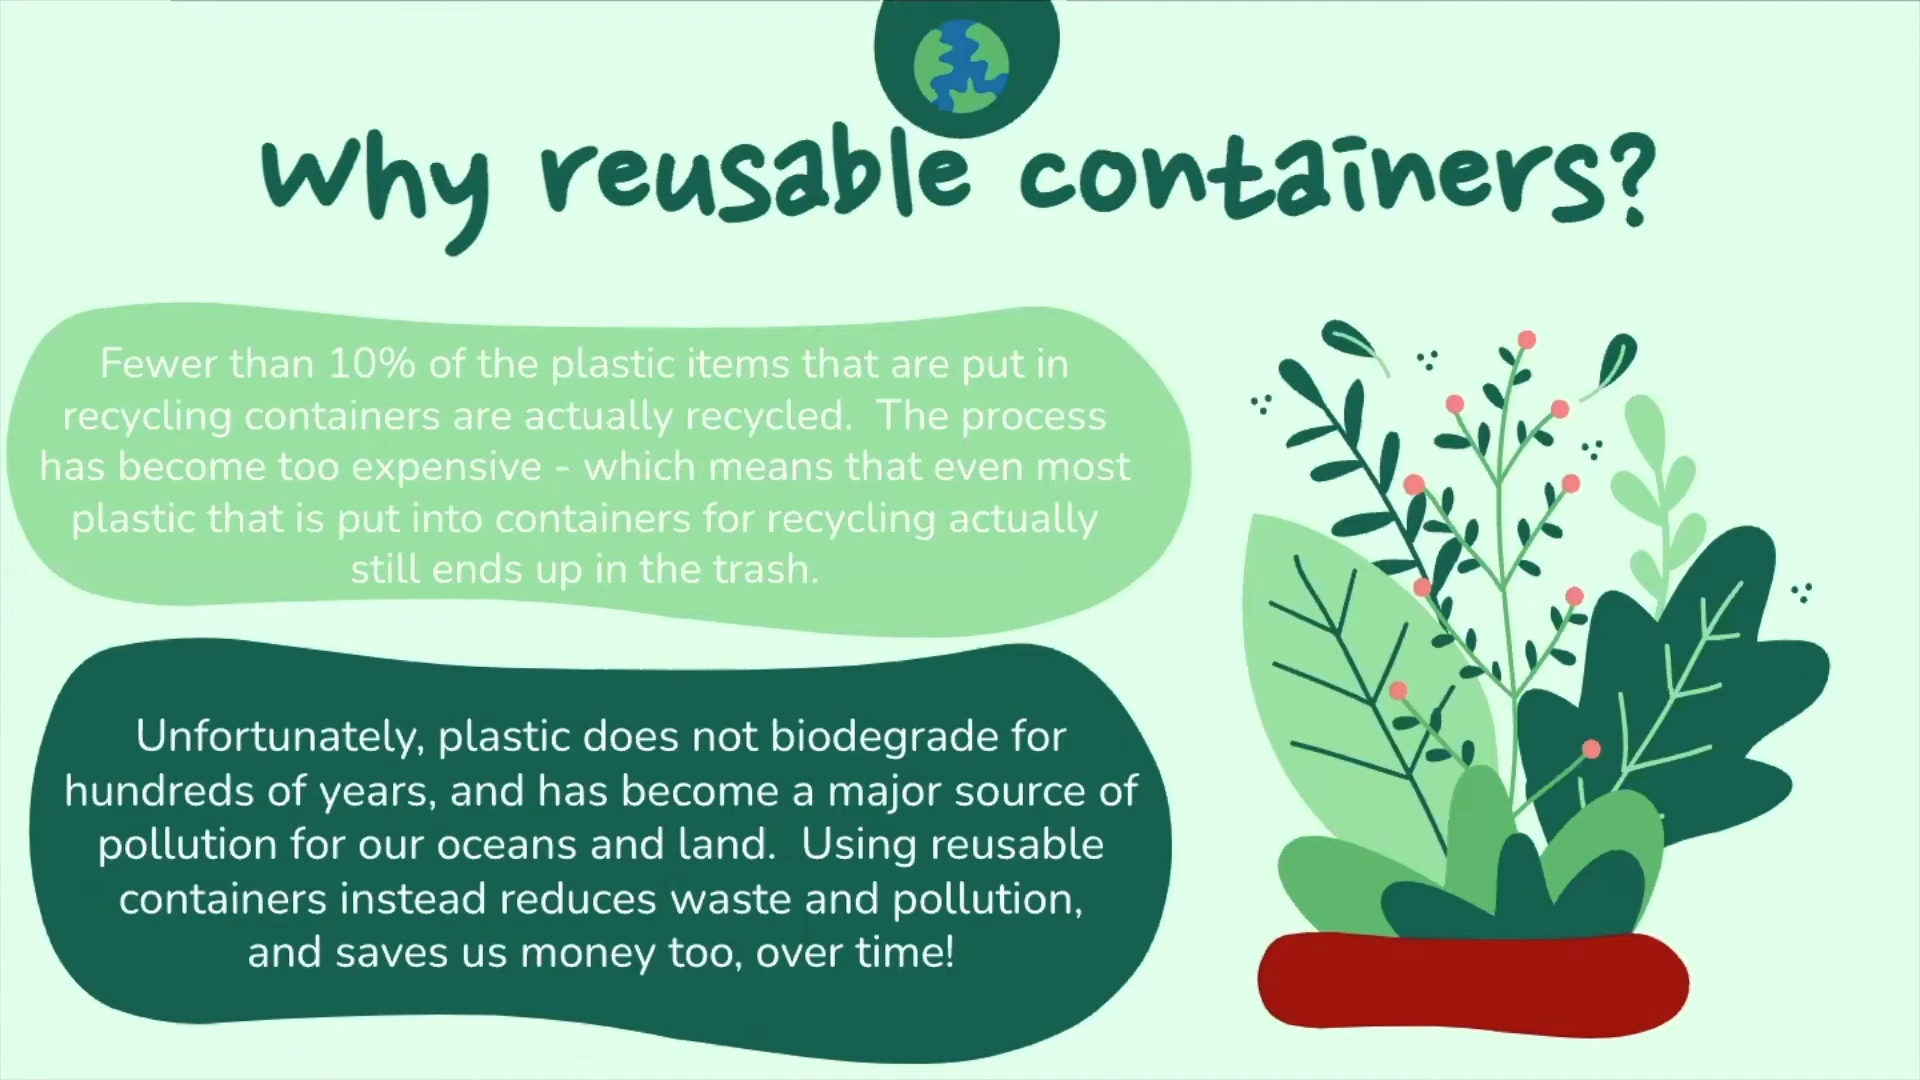 Why reusable containers?
Fewer than 10% of the plastic items that are put in
recycling containers are actually recycled.  The process
has become too expensive - which means that even most
plastic that is put into containers for recycling actually
still ends up in the trash.
Unfortunately, plastic does not biodegrade for
hundreds of years, and has become a major source of
pollution for our oceans and land.  Using reusable
containers instead reduces waste and pollution,
and saves us money too, over time!